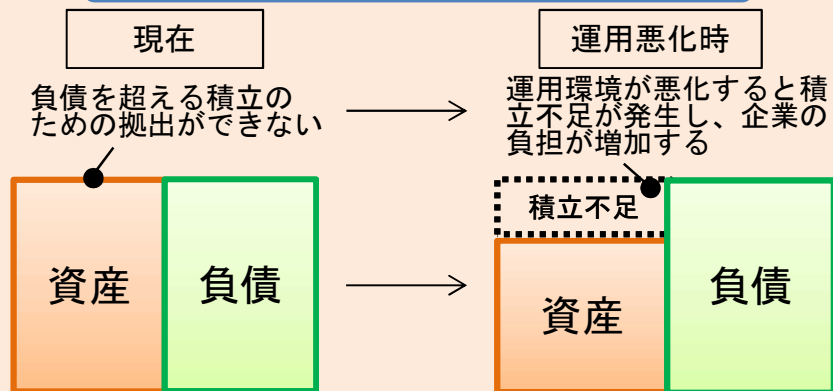 現在
負債を超える積立の
ための拠出ができない
資産
負債
運用悪化時
運用環境が悪化すると積
立不足が発生し、企業の
負担が増加する
積立不足
資産
負債